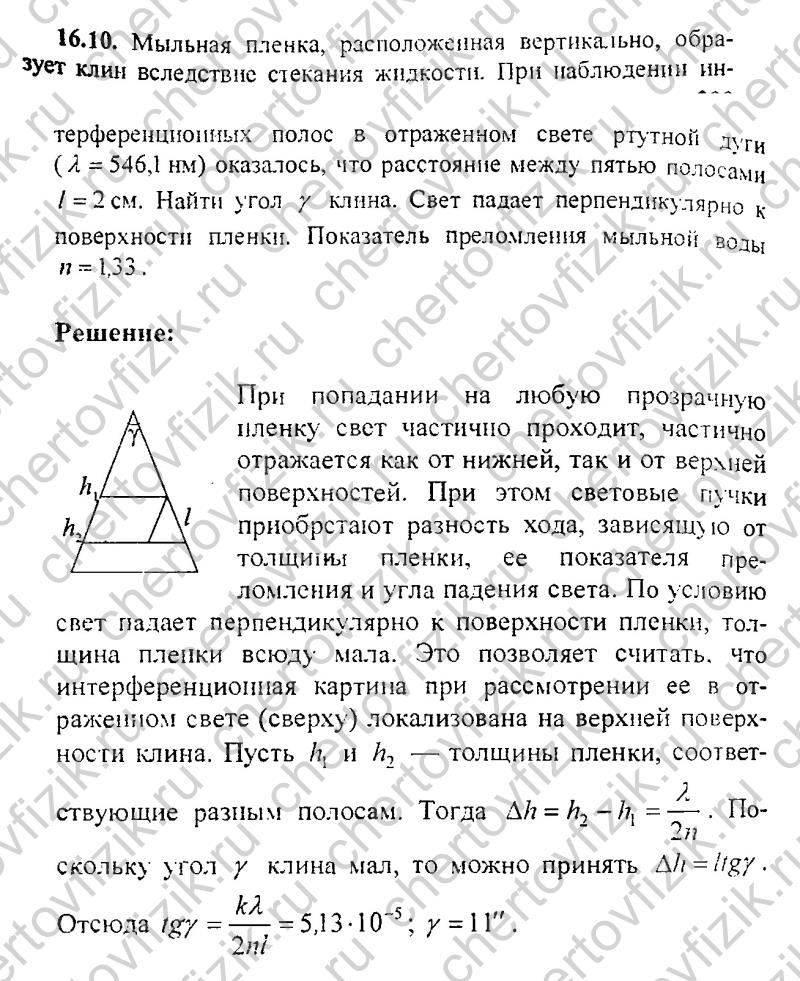 16.10. Мыльная пленка, расположенная вертикально, обра-
зует клин вследствие стекания жидкости. При наблюдении ин-
терференционных полос в отраженном свете ртутной дуги
(λ = 546,1 нм) оказалось, что расстояние между пятью полосами
l = 2 см. Найти угол γ клина. Свет падает перпендикулярно к
поверхности пленки. Показатель преломления мыльной воды
n = 1,33.
Решение:
γ
h₁
h₂
l
При попадании на любую прозрачную
пленку свет частично проходит, частично
отражается как от нижней, так и от верхней
поверхностей. При этом световые пучки
приобретают разность хода, зависящую от
толщины пленки, ее показателя пре-
ломления и угла падения света. По условию
свет падает перпендикулярно к поверхности пленки, тол-
щина пленки всюду мала. Это позволяет считать, что
интерференционная картина при рассмотрении ее в от-
раженном свете (сверху) локализована на верхней поверх-
ности клина. Пусть h₁ и h₂ — толщины пленки, соответ-
ствующие разным полосам. Тогда Δh = h₂ − h₁ = λ/2n. По-
скольку угол γ клина мал, то можно принять Δh = ltgγ.
Отсюда tgγ = kλ/2nl = 5,13·10⁻⁵; γ = 11″.
chertovfizik.ru